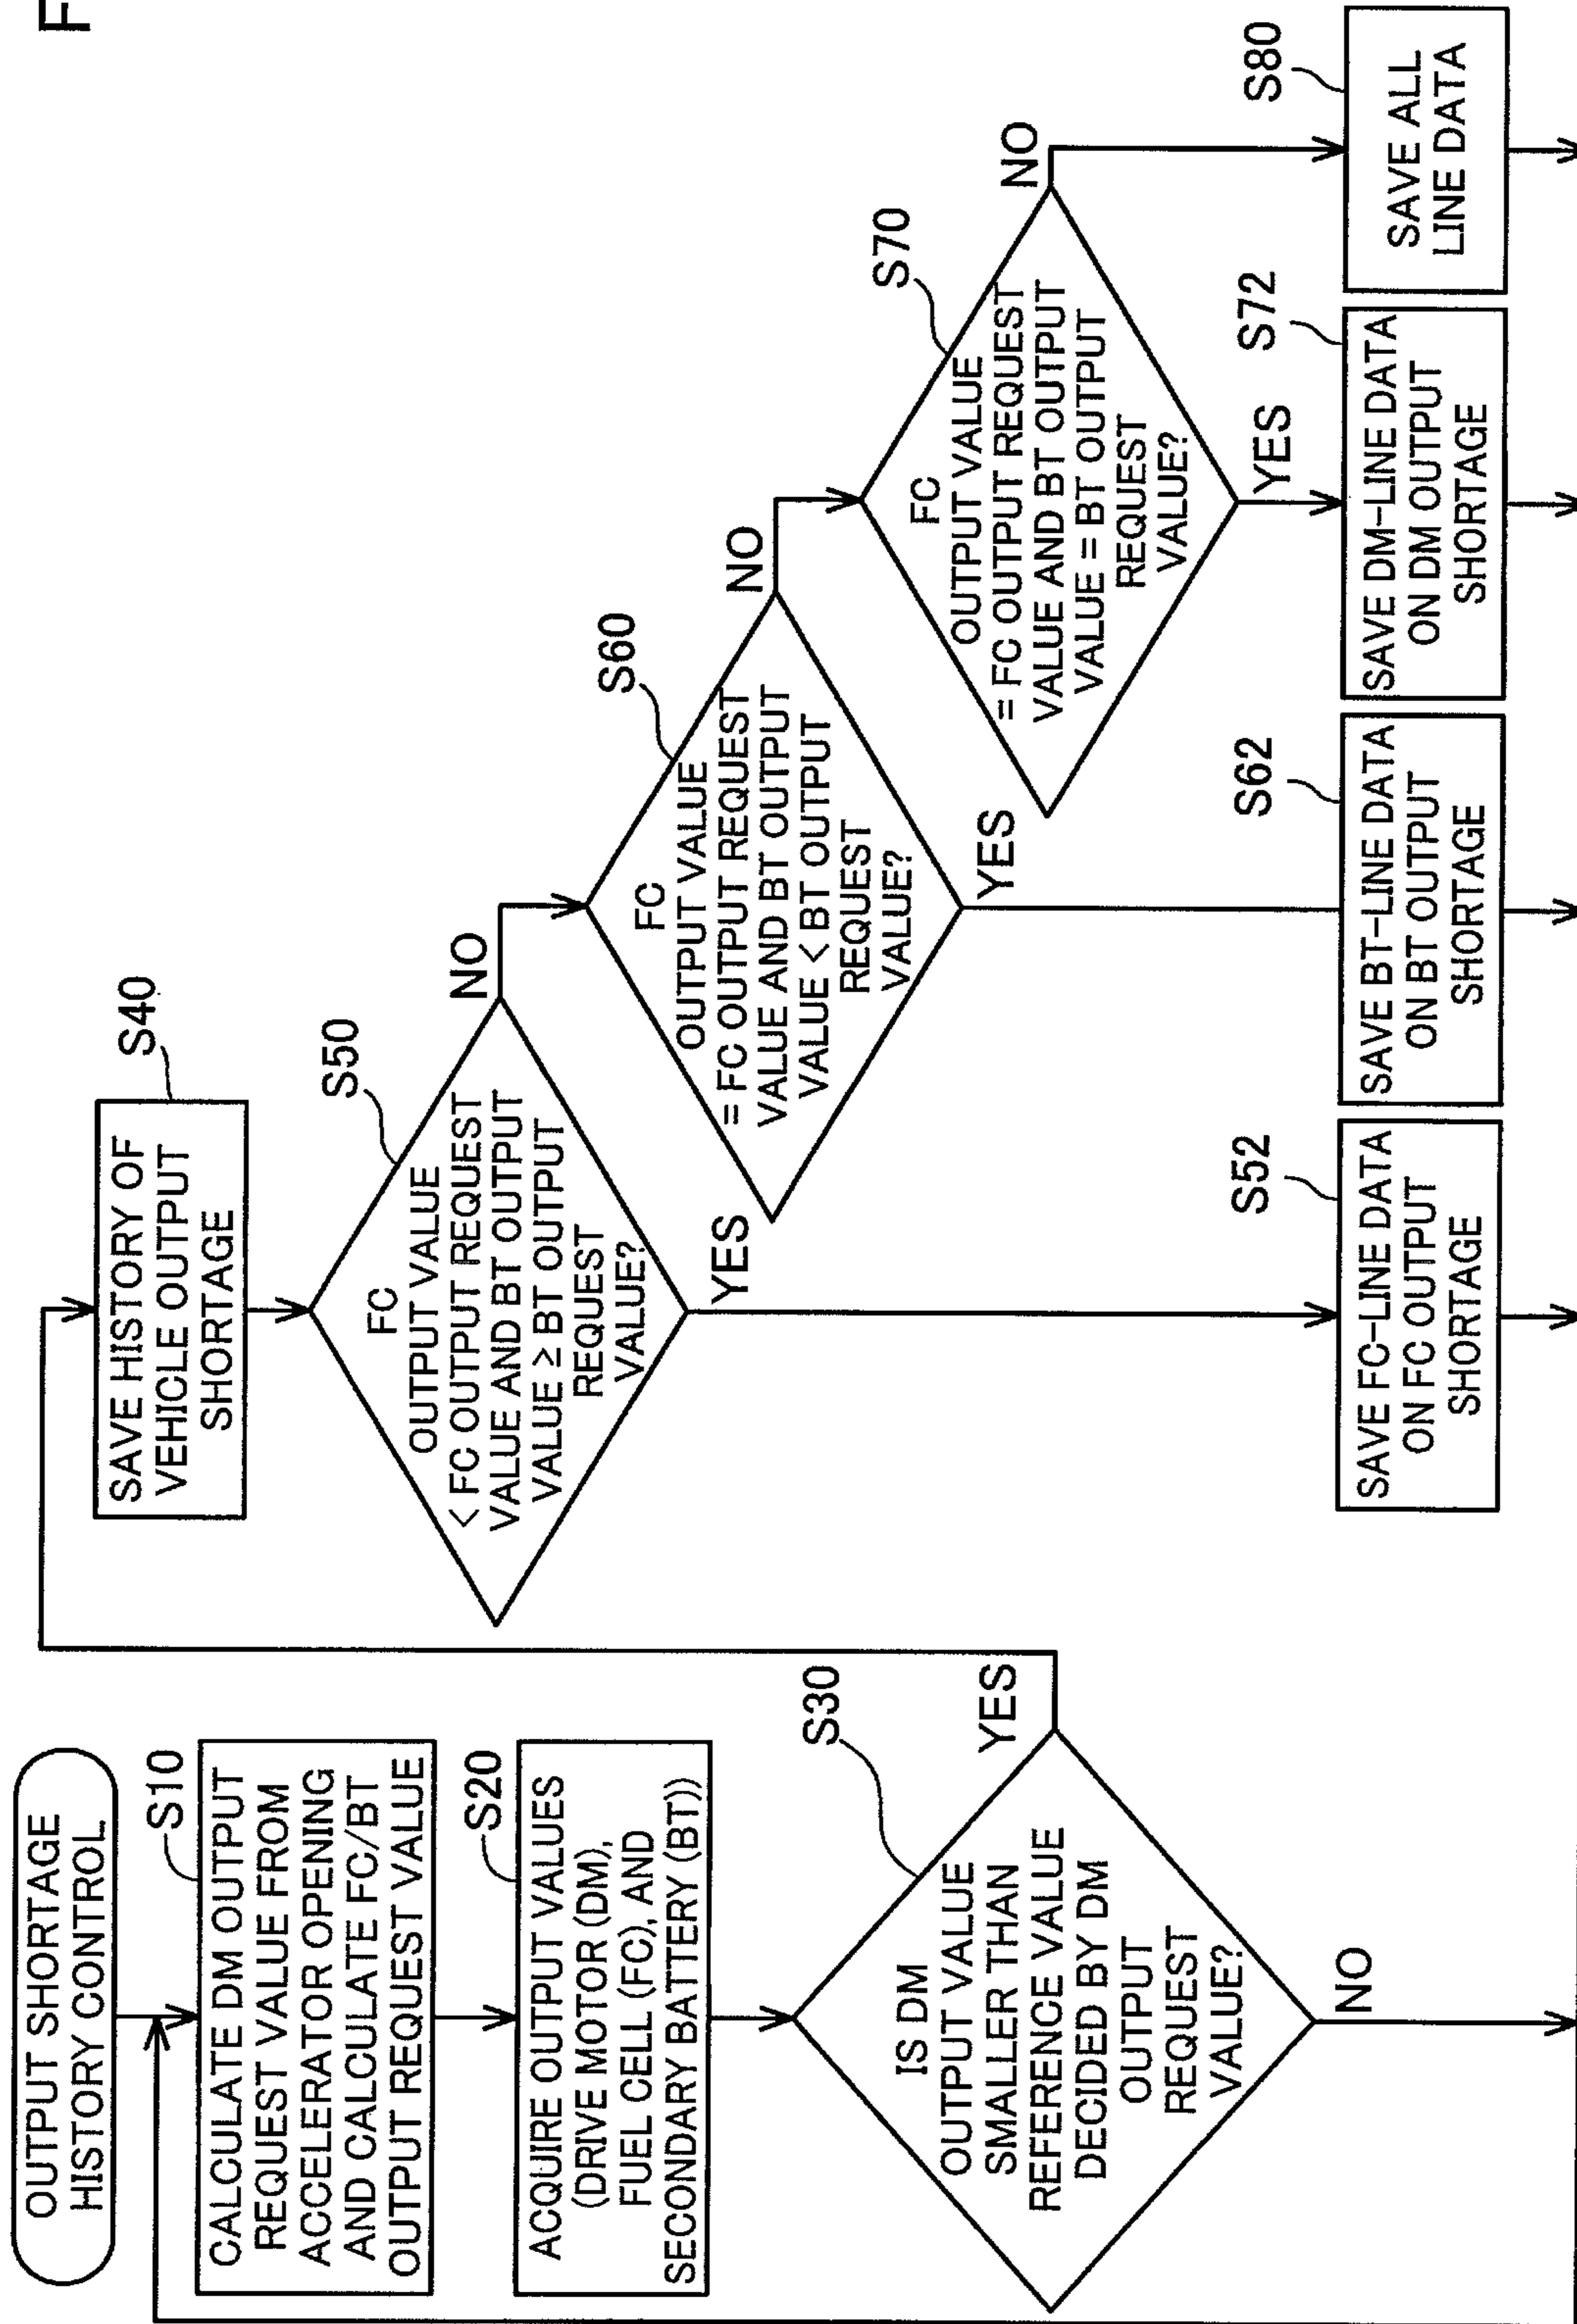 F
OUTPUT SHORTAGE
HISTORY CONTROL
S10
CALCULATE DM OUTPUT
REQUEST VALUE FROM
ACCELERATOR OPENING
AND CALCULATE FC/BT
OUTPUT REQUEST VALUE
S20
ACQUIRE OUTPUT VALUES
(DRIVE MOTOR (DM),
FUEL CELL (FC), AND
SECONDARY BATTERY (BT))
S30
IS DM
OUTPUT VALUE
SMALLER THAN
REFERENCE VALUE
DECIDED BY DM
OUTPUT
REQUEST
VALUE?
YES
NO
S40
SAVE HISTORY OF
VEHICLE OUTPUT
SHORTAGE
S50
FC
OUTPUT VALUE
< FC OUTPUT REQUEST
VALUE AND BT OUTPUT
VALUE ≥ BT OUTPUT
REQUEST
VALUE?
NO
YES
S52
SAVE FC-LINE DATA
ON FC OUTPUT
SHORTAGE
S60
FC
OUTPUT VALUE
= FC OUTPUT REQUEST
VALUE AND BT OUTPUT
VALUE < BT OUTPUT
REQUEST
VALUE?
NO
YES
S62
SAVE BT-LINE DATA
ON BT OUTPUT
SHORTAGE
S70
FC
OUTPUT VALUE
= FC OUTPUT REQUEST
VALUE AND BT OUTPUT
VALUE = BT OUTPUT
REQUEST
VALUE?
NO
YES
S72
SAVE DM-LINE DATA
ON DM OUTPUT
SHORTAGE
S80
SAVE ALL
LINE DATA